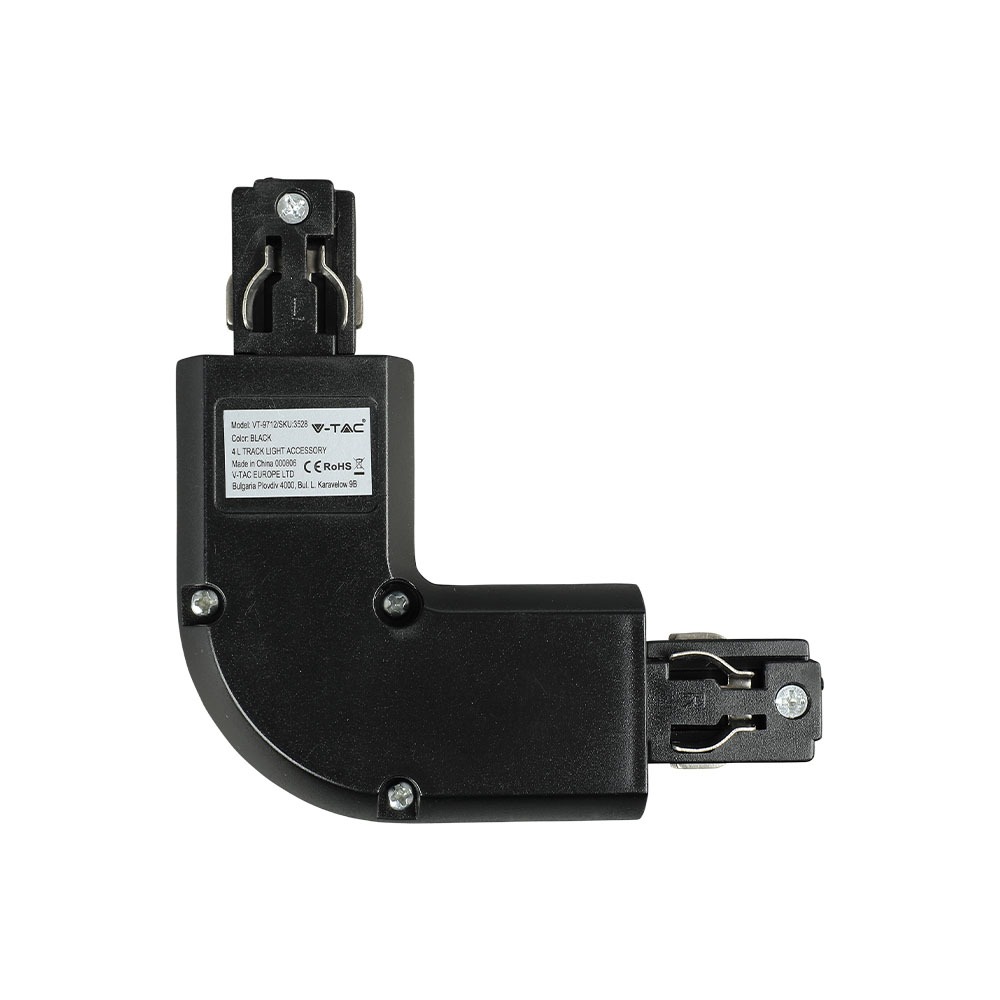 Model: VT-9712/SKU:3528 V-TAC
Color: BLACK
4 L TRACK LIGHT ACCESSORY
Made in China 000806 CE RoHS
V-TAC EUROPE LTD
Bulgaria Plovdiv 4000, Bul. L. Karavelow 9B
L